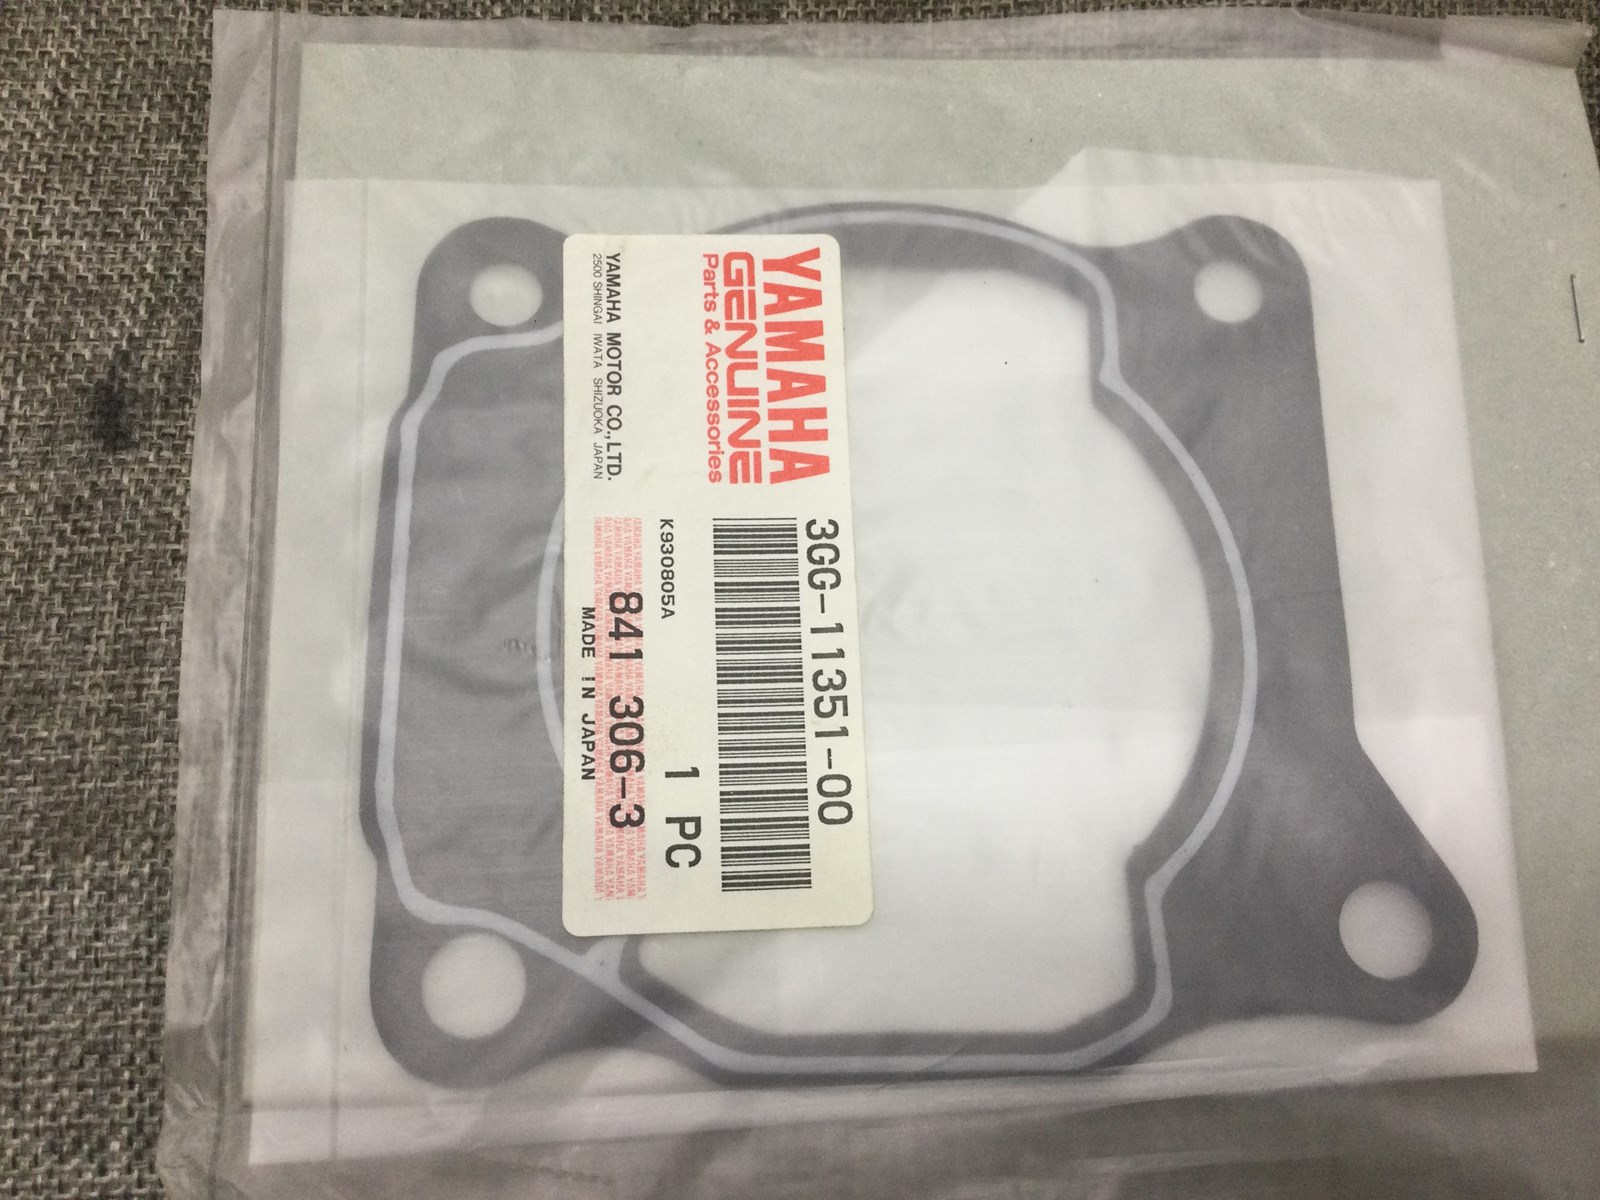 YAMAHA
GENUINE
Parts & Accessories
YAMAHA MOTOR CO.,LTD.
2500 SHINGAI IWATA SHIZUOKA JAPAN
3GG-11351-00
K930805A
1 PC
841 306-3
MADE IN JAPAN